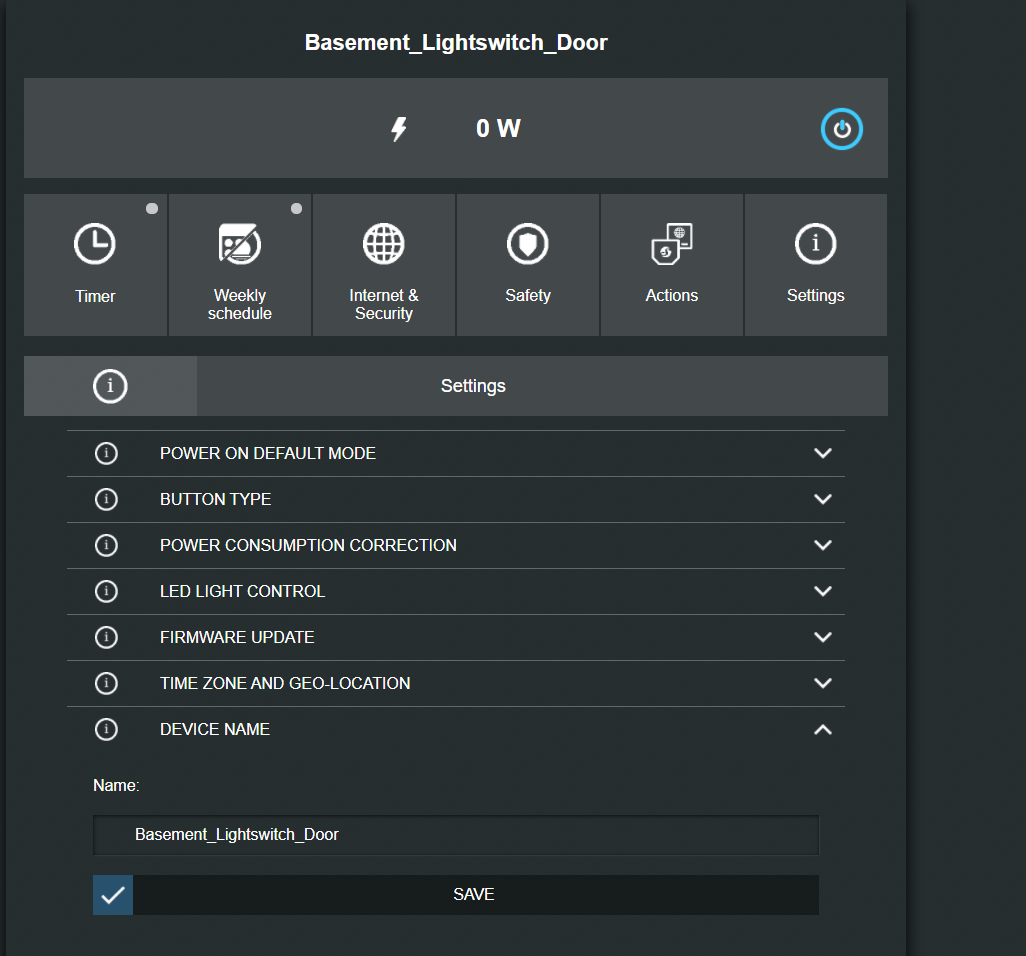 Basement_Lightswitch_Door
0 W
Timer
Weekly
schedule
Internet &
Security
Safety
Actions
Settings
Settings
POWER ON DEFAULT MODE
BUTTON TYPE
POWER CONSUMPTION CORRECTION
LED LIGHT CONTROL
FIRMWARE UPDATE
TIME ZONE AND GEO-LOCATION
DEVICE NAME
Name:
Basement_Lightswitch_Door
SAVE